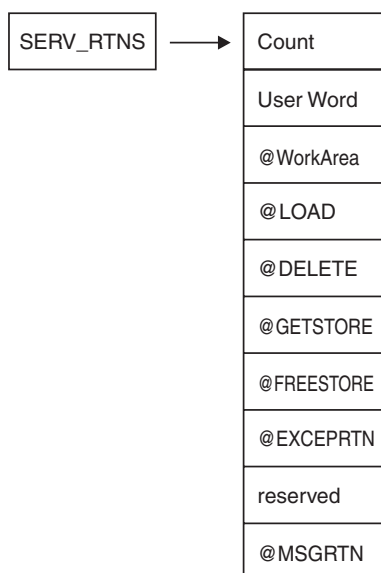 SERV_RTNS
Count
User Word
@WorkArea
@LOAD
@DELETE
@GETSTORE
@FREESTORE
@EXCEPRTN
reserved
@MSGRTN